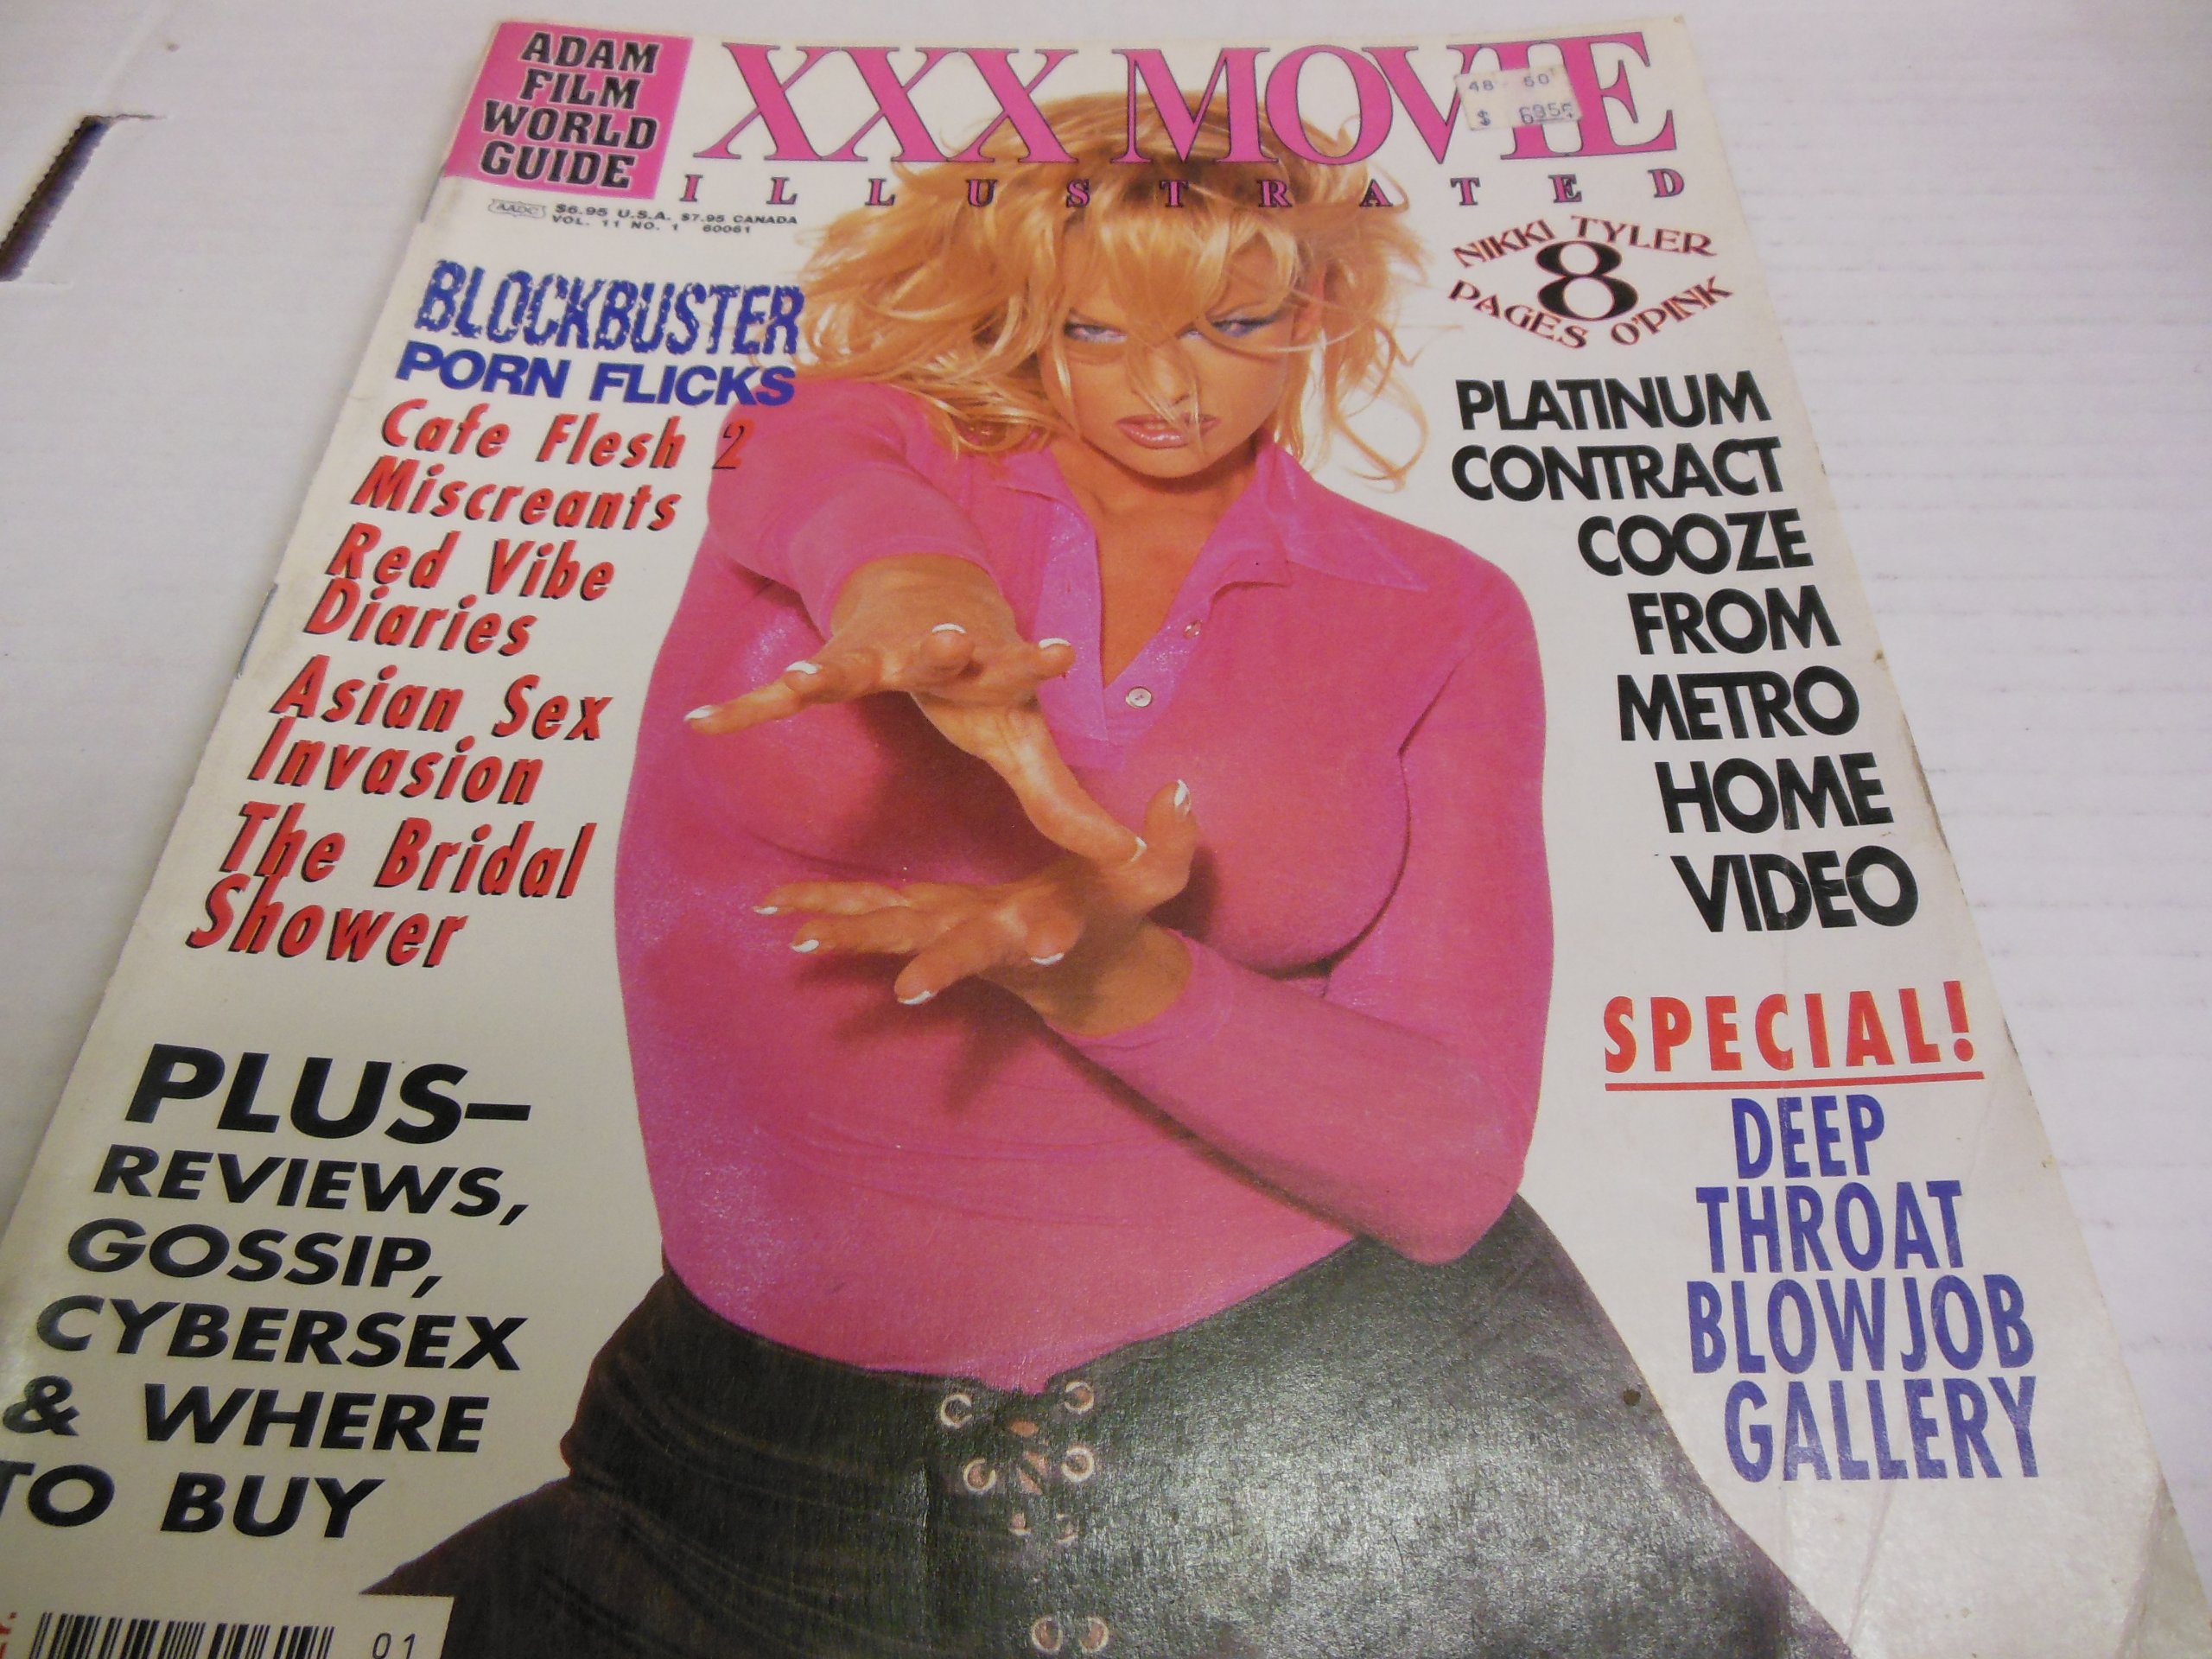 ADAM
FILM
WORLD
GUIDE
XXX MOVIE
ILLUSTRATED
48 60
$ 6955
AADC $6.95 U.S.A. $7.95 CANADA
VOL. 11 NO. 1 60061
BLOCKBUSTER
PORN FLICKS
Cafe Flesh 2
Miscreants
Red Vibe
Diaries
Asian Sex
Invasion
The Bridal
Shower
PLUS–
REVIEWS,
GOSSIP,
CYBERSEX
& WHERE
TO BUY
NIKKI TYLER
8
PAGES O'PINK
PLATINUM
CONTRACT
COOZE
FROM
METRO
HOME
VIDEO
SPECIAL!
DEEP
THROAT
BLOWJOB
GALLERY
01